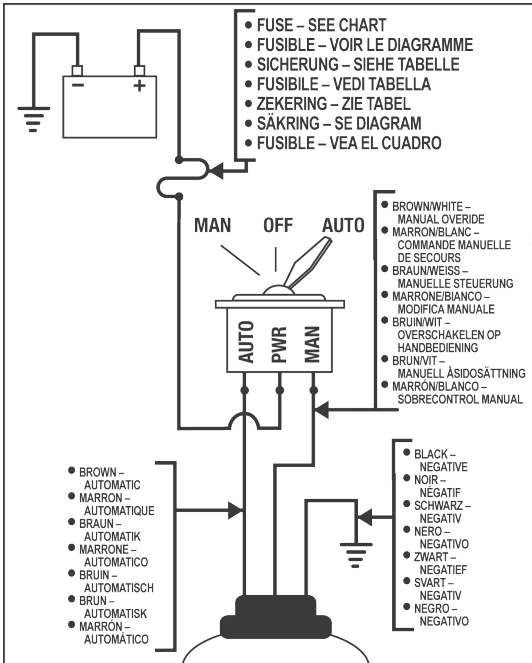 - +
• FUSE – SEE CHART
• FUSIBLE – VOIR LE DIAGRAMME
• SICHERUNG – SIEHE TABELLE
• FUSIBILE – VEDI TABELLA
• ZEKERING – ZIE TABEL
• SÄKRING – SE DIAGRAM
• FUSIBLE – VEA EL CUADRO
MAN OFF AUTO
AUTO PWR MAN
• BROWN/WHITE –
MANUAL OVERIDE
• MARRON/BLANC –
COMMANDE MANUELLE
DE SECOURS
• BRAUN/WEISS –
MANUELLE STEUERUNG
• MARRONE/BIANCO –
MODIFICA MANUALE
• BRUIN/WIT –
OVERSCHAKELEN OP
HANDBEDIENING
• BRUN/VIT –
MANUELL ÅSIDOSÄTTNING
• MARRÓN/BLANCO –
SOBRECONTROL MANUAL
• BROWN –
AUTOMATIC
• MARRON –
AUTOMATIQUE
• BRAUN –
AUTOMATIK
• MARRONE –
AUTOMATICO
• BRUIN –
AUTOMATISCH
• BRUN –
AUTOMATISK
• MARRÓN –
AUTOMÁTICO
• BLACK –
NEGATIVE
• NOIR –
NÉGATIF
• SCHWARZ –
NEGATIV
• NERO –
NEGATIVO
• ZWART –
NEGATIEF
• SVART –
NEGATIV
• NEGRO –
NEGATIVO